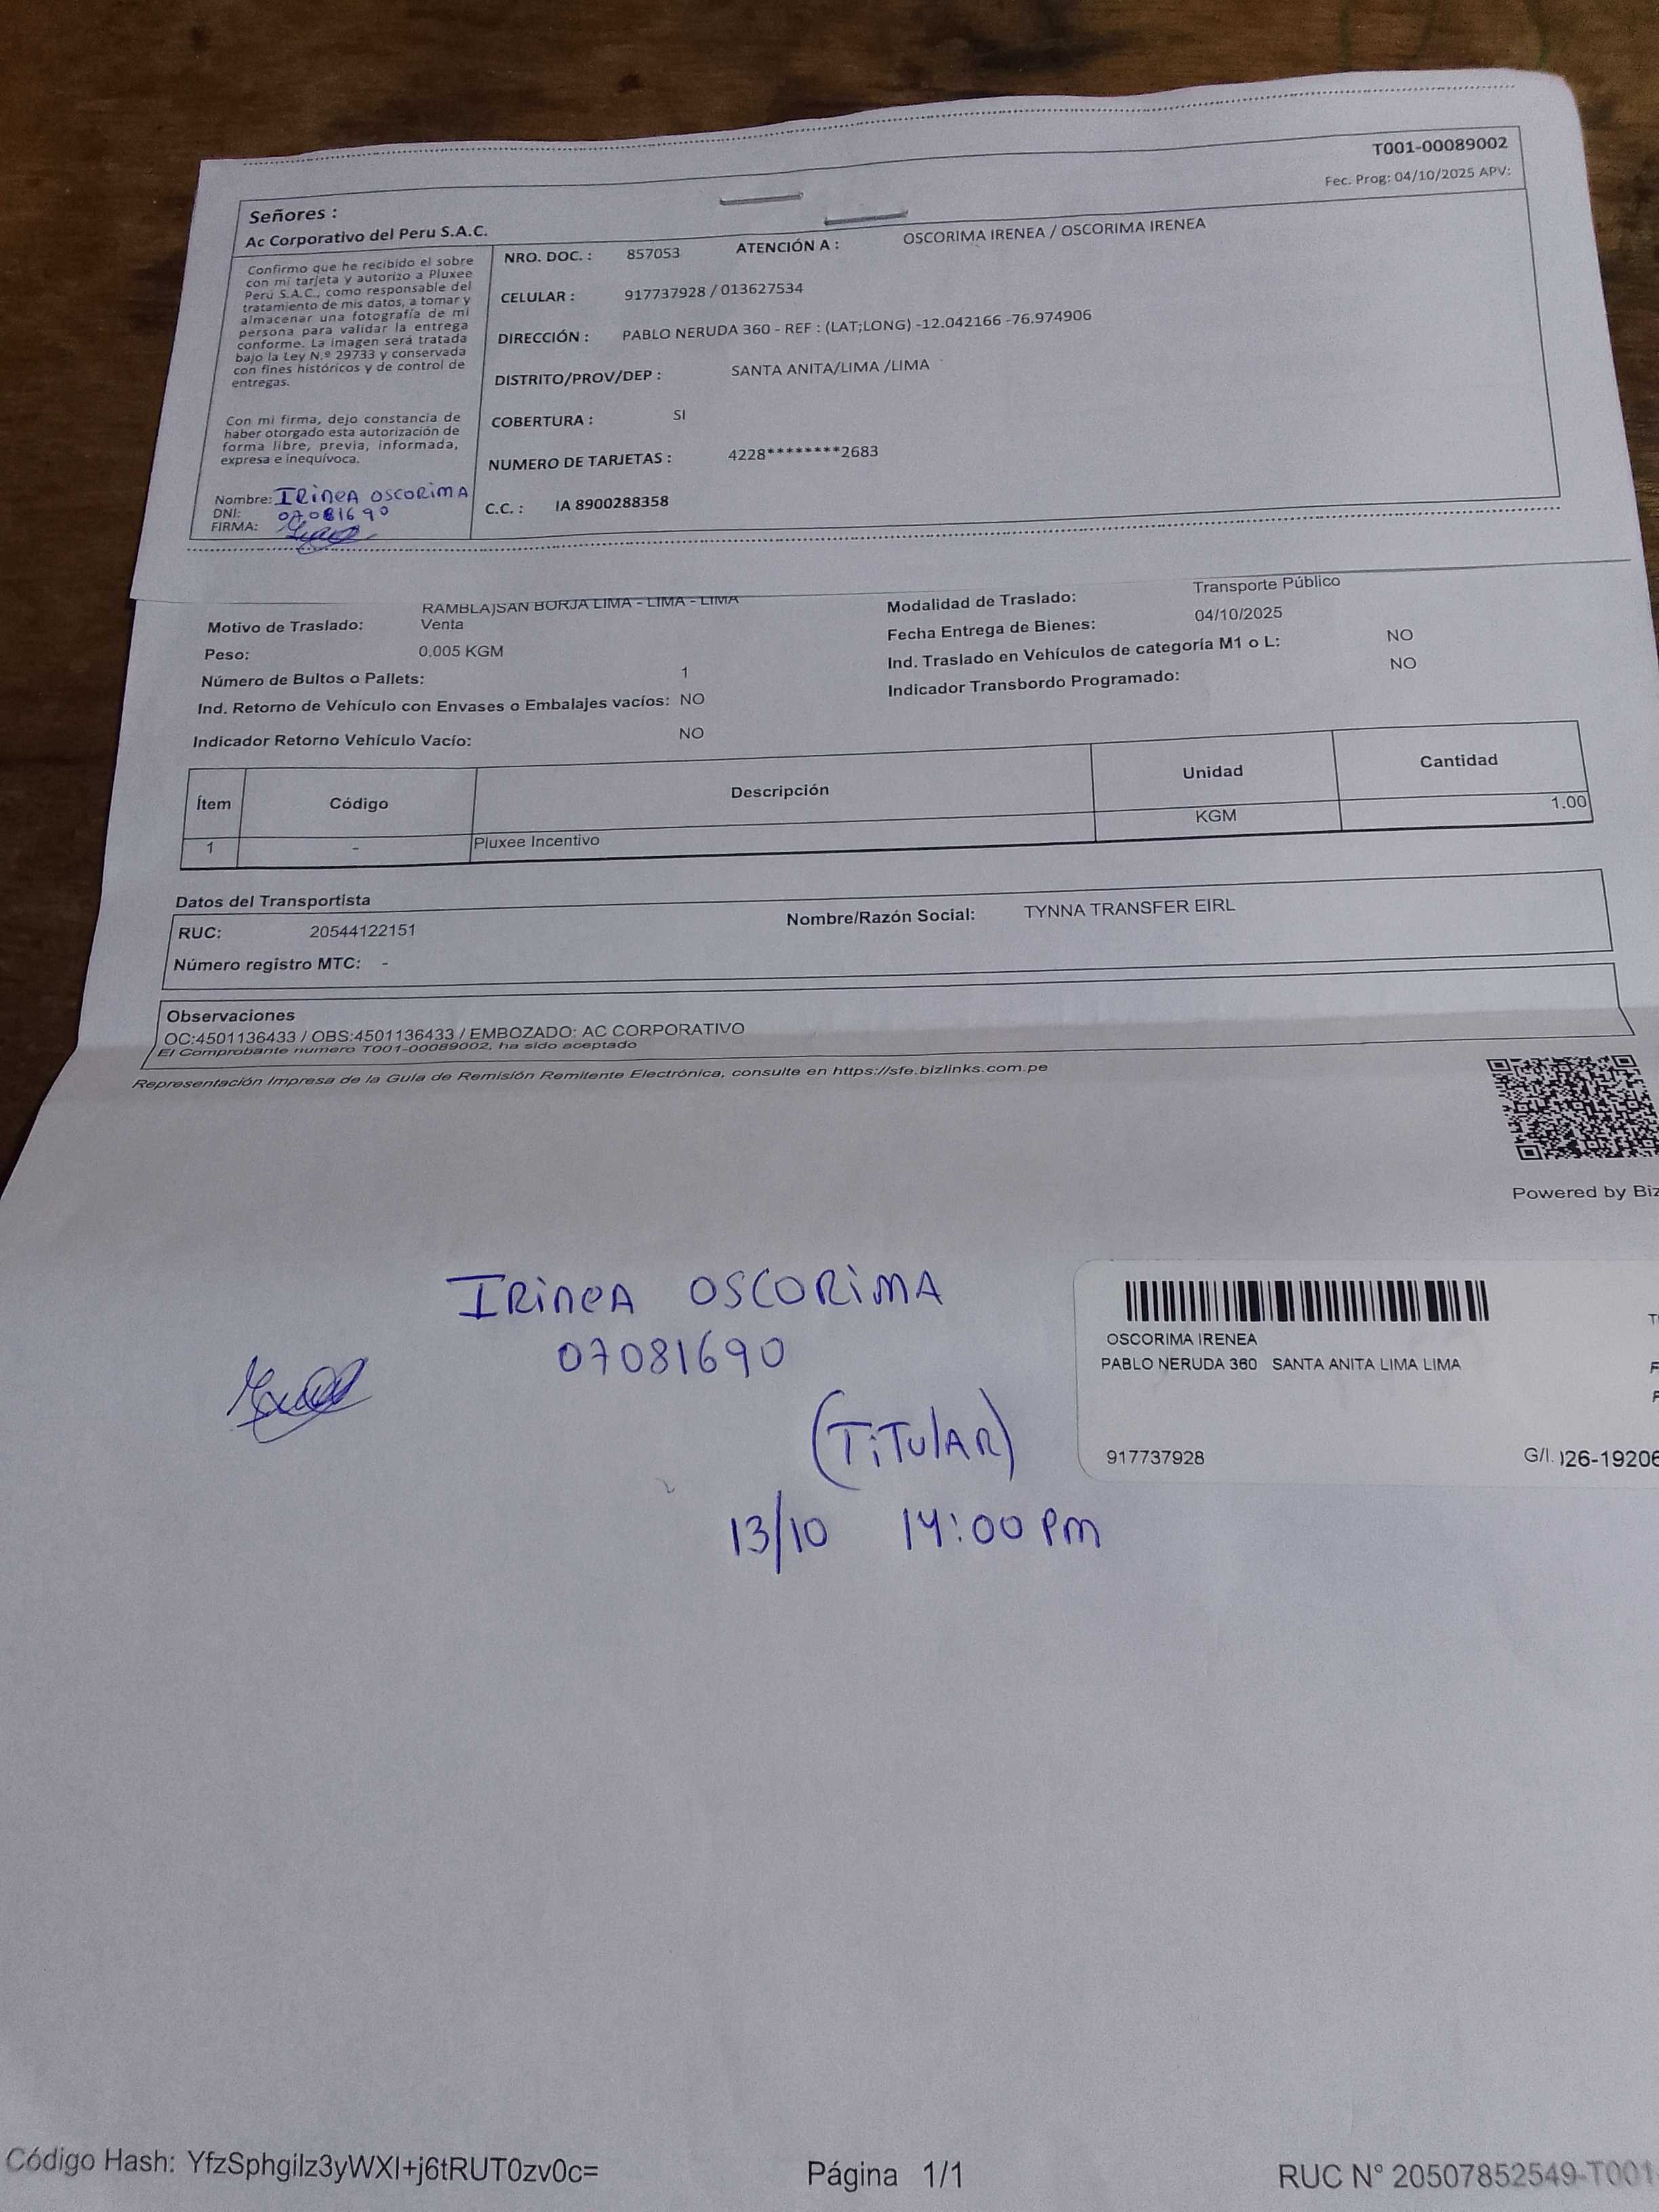 T001-00089002
Fec. Prog: 04/10/2025 APV:
Señores :
Ac Corporativo del Peru S.A.C.
Confirmo que he recibido el sobre
con mi tarjeta y autorizo a Pluxee
Perú S.A.C., como responsable del
tratamiento de mis datos, a tomar y
almacenar una fotografía de mi
persona para validar la entrega
conforme. La imagen será tratada
bajo la Ley N.º 29733 y conservada
con fines históricos y de control de
entregas.
Con mi firma, dejo constancia de
haber otorgado esta autorización de
forma libre, previa, informada,
expresa e inequívoca.
Nombre: IRINEA OSCORIMA
DNI: 07081690
FIRMA:
NRO. DOC. : 857053 ATENCIÓN A : OSCORIMA IRENEA / OSCORIMA IRENEA
CELULAR : 917737928 / 013627534
DIRECCIÓN : PABLO NERUDA 360 - REF : (LAT;LONG) -12.042166 -76.974906
DISTRITO/PROV/DEP : SANTA ANITA/LIMA /LIMA
COBERTURA : SI
NUMERO DE TARJETAS : 4228********2683
C.C. : IA 8900288358
RAMBLA)SAN BORJA LIMA - LIMA - LIMA
Motivo de Traslado: Venta
Peso: 0.005 KGM
Número de Bultos o Pallets: 1
Ind. Retorno de Vehículo con Envases o Embalajes vacíos: NO
Indicador Retorno Vehículo Vacío: NO
Modalidad de Traslado: Transporte Público
Fecha Entrega de Bienes: 04/10/2025
Ind. Traslado en Vehículos de categoría M1 o L: NO
Indicador Transbordo Programado: NO
Ítem Código Descripción Unidad Cantidad
1 - Pluxee Incentivo KGM 1.00
Datos del Transportista
RUC: 20544122151 Nombre/Razón Social: TYNNA TRANSFER EIRL
Número registro MTC: -
Observaciones
OC:4501136433 / OBS:4501136433 / EMBOZADO: AC CORPORATIVO
El Comprobante numero T001-00089002, ha sido aceptado
Representación Impresa de la Guía de Remisión Remitente Electrónica, consulte en https://sfe.bizlinks.com.pe
Powered by Biz
IRINEA OSCORIMA
07081690
(TITULAR)
13/10 14:00 PM
OSCORIMA IRENEA
PABLO NERUDA 360 SANTA ANITA LIMA LIMA
917737928
G/I. 026-19206
Código Hash: YfzSphgilz3yWXI+j6tRUT0zv0c=
Página 1/1
RUC N° 20507852549-T001-